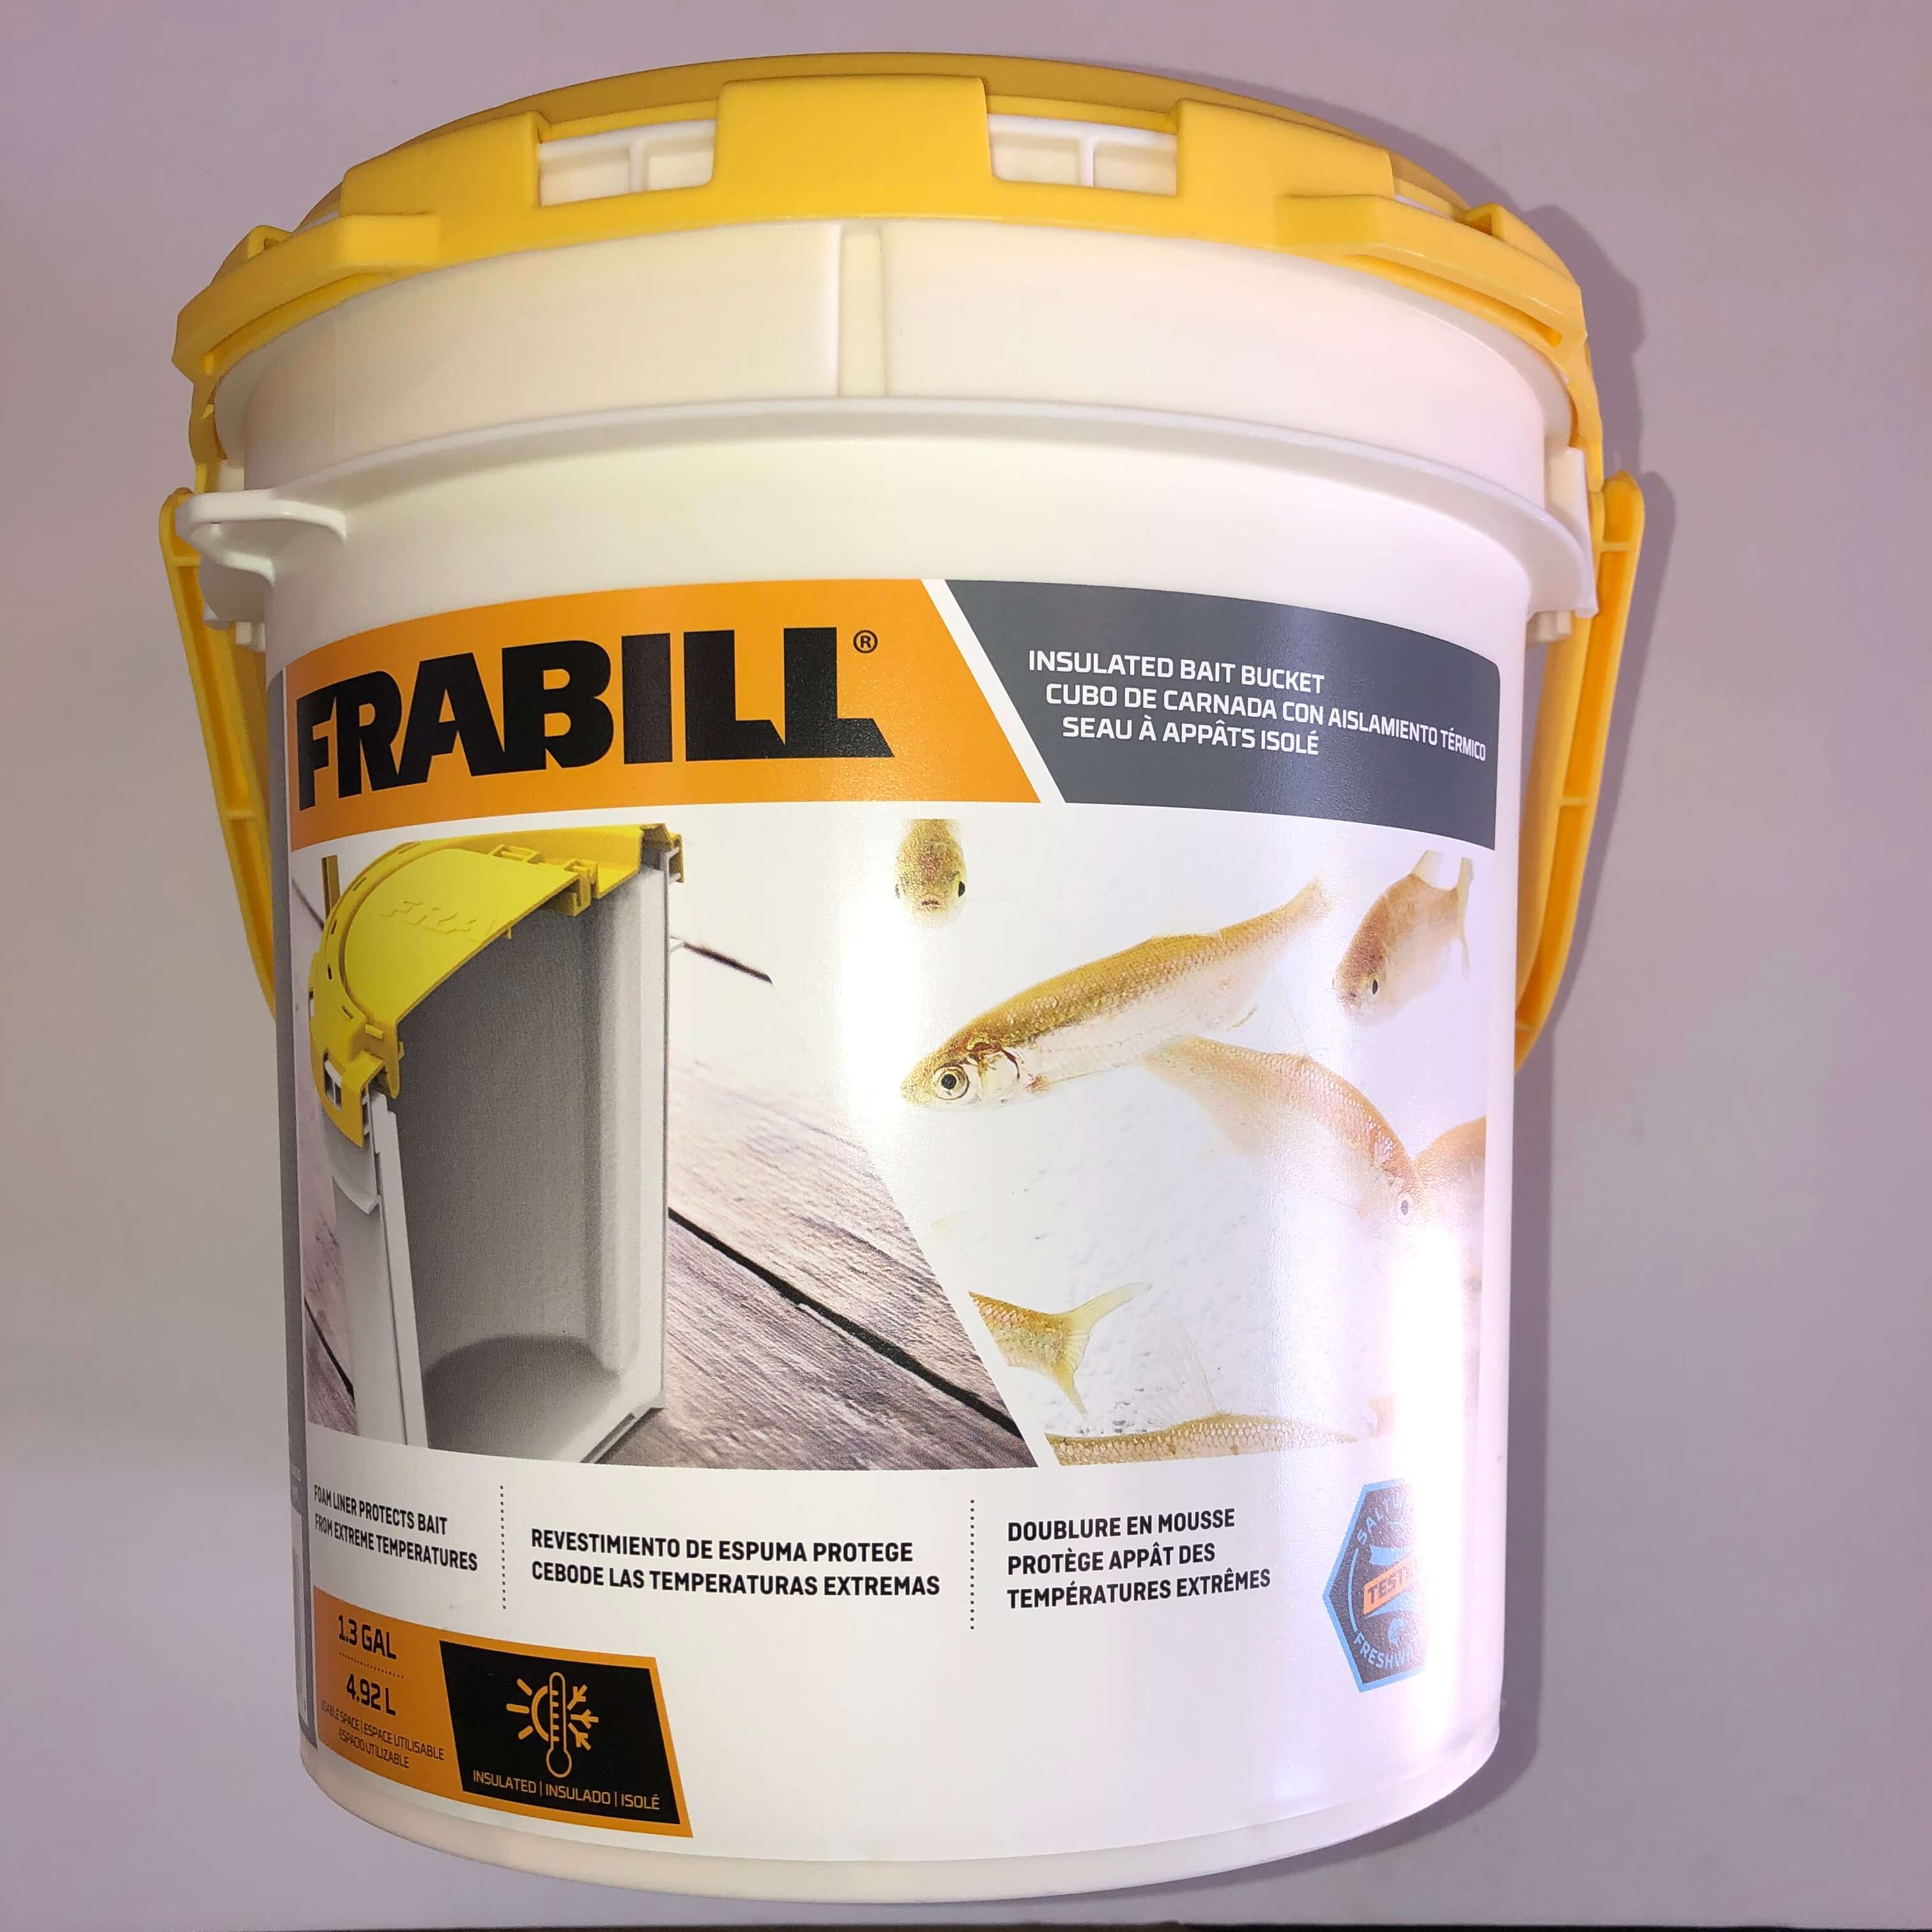 FRABILL®
INSULATED BAIT BUCKET
CUBO DE CARNADA CON AISLAMIENTO TÉRMICO
SEAU À APPÂTS ISOLÉ
FRA
FOAM LINER PROTECTS BAIT
FROM EXTREME TEMPERATURES
REVESTIMIENTO DE ESPUMA PROTEGE
CEBODE LAS TEMPERATURAS EXTREMAS
DOUBLURE EN MOUSSE
PROTÈGE APPÂT DES
TEMPÉRATURES EXTRÊMES
1.3 GAL
4.92 L
USABLE SPACE | ESPACE UTILISABLE
ESPACIO UTILIZABLE
INSULATED | INSULADO | ISOLÉ